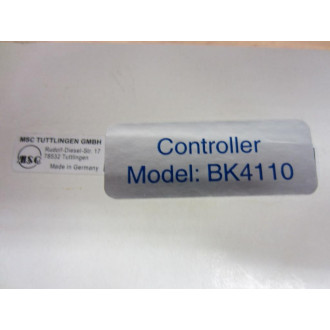 MSC TUTTLINGEN GMBH
Rudolf-Diesel-Str. 17
78532 Tuttlingen
Made in Germany
MSC
Controller
Model: BK4110